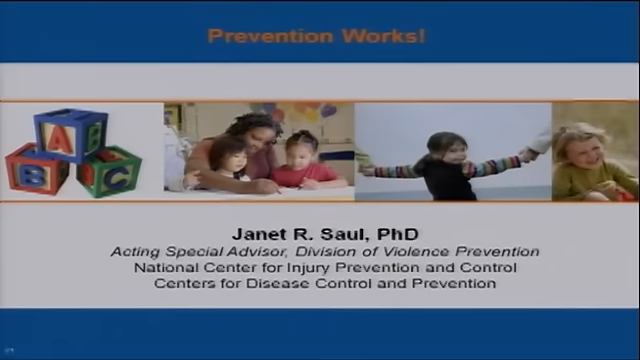 Prevention Works!
A B
B C
Janet R. Saul, PhD
Acting Special Advisor, Division of Violence Prevention
National Center for Injury Prevention and Control
Centers for Disease Control and Prevention